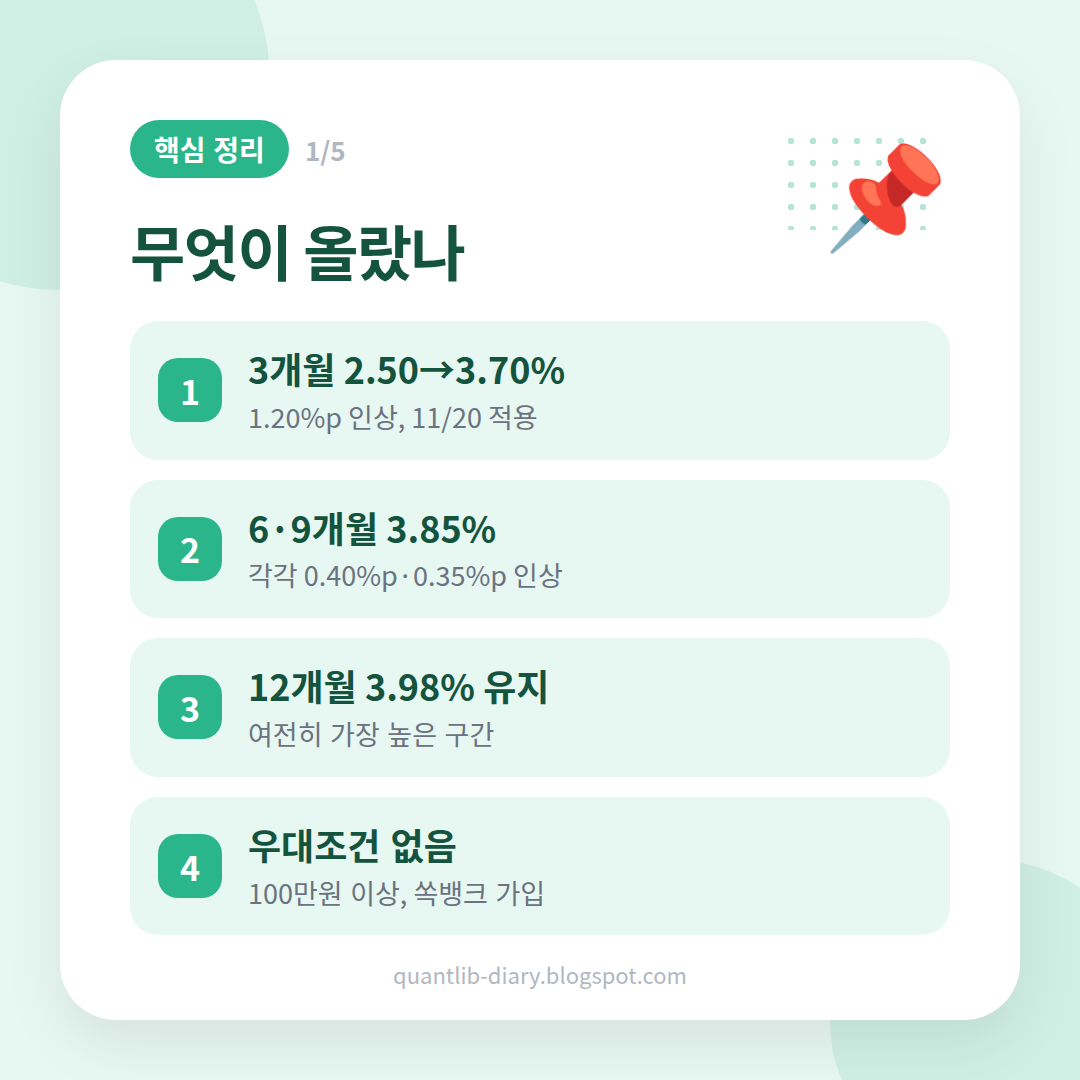 핵심 정리 1/5
무엇이 올랐나
1
3개월 2.50→3.70%
1.20%p 인상, 11/20 적용
2
6·9개월 3.85%
각각 0.40%p·0.35%p 인상
3
12개월 3.98% 유지
여전히 가장 높은 구간
4
우대조건 없음
100만원 이상, 쏙뱅크 가입
quantlib-diary.blogspot.com